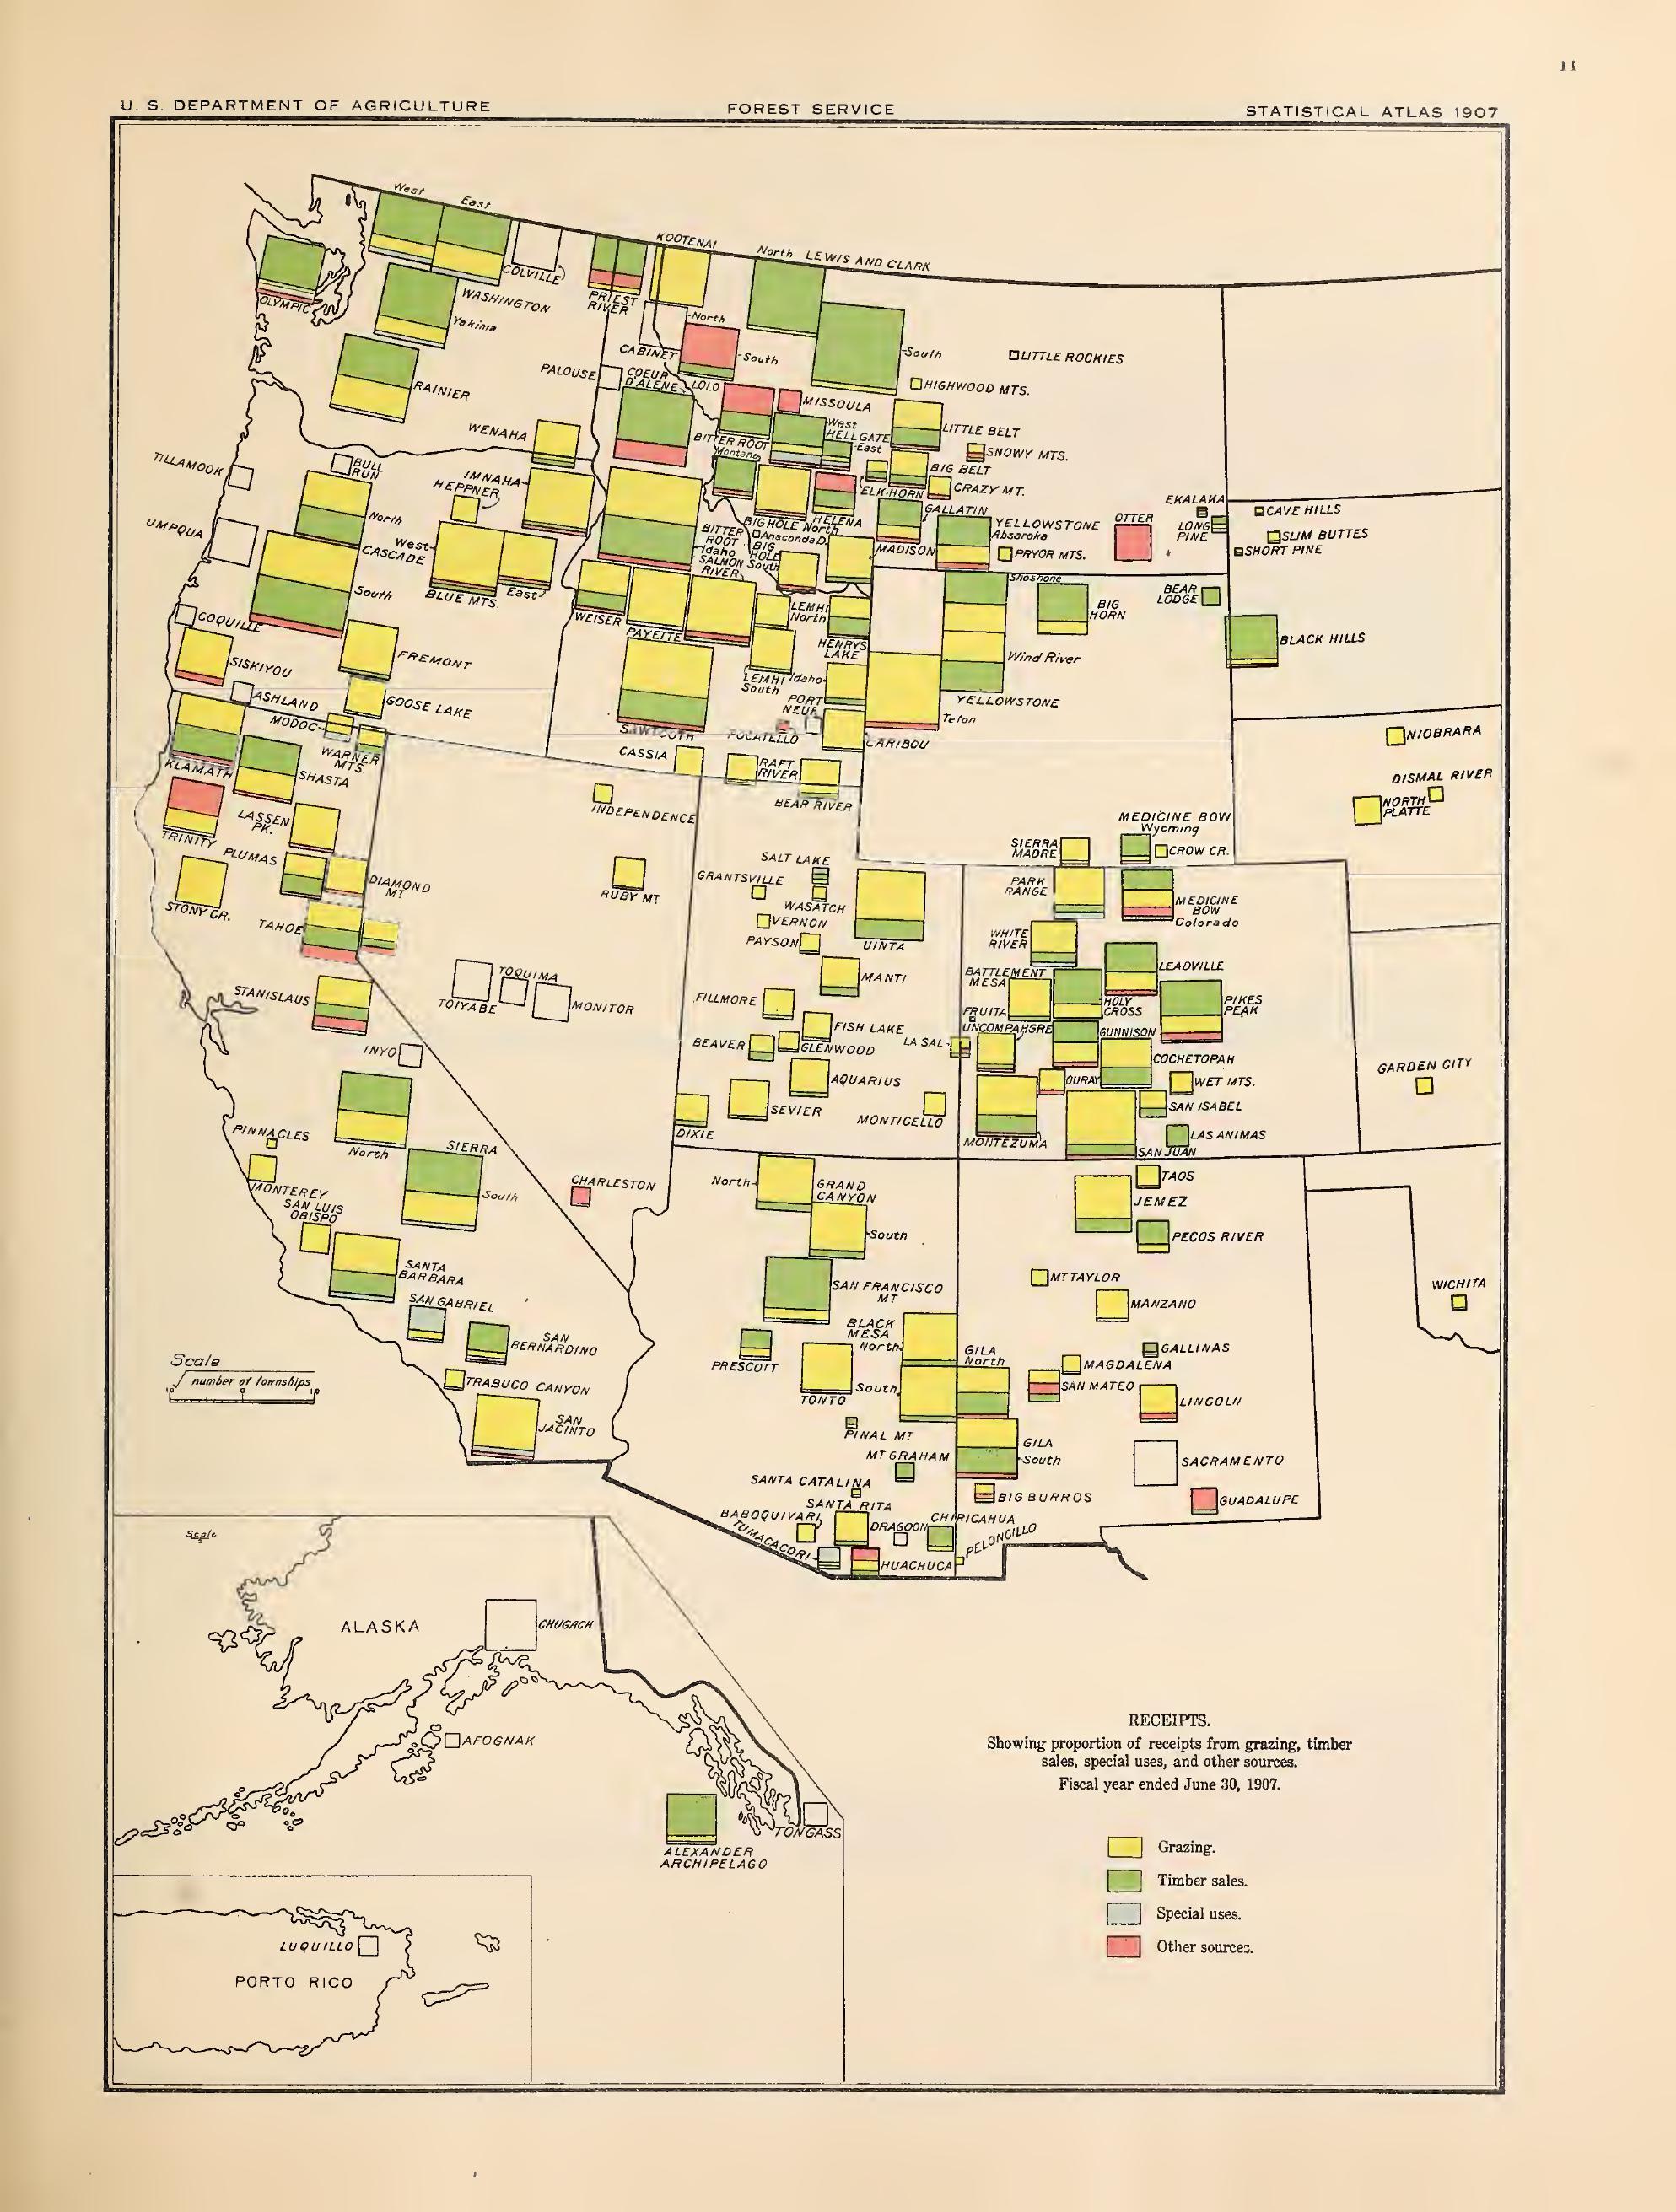 11
U. S. DEPARTMENT OF AGRICULTURE
FOREST SERVICE
STATISTICAL ATLAS 1907
West
East
COLVILLE
OLYMPIC
WASHINGTON
Yakima
RAINIER
PRIEST
RIVER
KOOTENAI
North LEWIS AND CLARK
North
CABINET
South
South
LITTLE ROCKIES
HIGHWOOD MTS.
PALOUSE
COEUR
D'ALENE
LOLO
MISSOULA
WENAHA
BITTER ROOT
Montana
West
HELL GATE
East
LITTLE BELT
SNOWY MTS.
BIG BELT
ELKHORN
CRAZY MT.
TILLAMOOK
BULL
RUN
IMNAHA
HEPPNER
UMPQUA
North
CASCADE
South
West
BLUE MTS.
East
BITTER
ROOT
Idaho
SALMON
RIVER
BIG HOLE North
Anaconda D.
BIG
HOLE
South
HELENA
GALLATIN
MADISON
YELLOWSTONE
Absaroka
PRYOR MTS.
OTTER
EKALAKA
LONG
PINE
CAVE HILLS
SLIM BUTTES
SHORT PINE
COQUILLE
SISKIYOU
FREMONT
ASHLAND
GOOSE LAKE
MODOC
WARNER
MTS.
WEISER
PAYETTE
LEMHI
North
LEMHI
South
HENRYS
LAKE
Shoshone
BIG
HORN
BEAR
LODGE
BLACK HILLS
Wind River
YELLOWSTONE
Idaho
Teton
SAWTOOTH
PORT
NEUF
POCATELLO
CARIBOU
CASSIA
RAFT
RIVER
BEAR RIVER
NIOBRARA
DISMAL RIVER
NORTH
PLATTE
KLAMATH
SHASTA
TRINITY
LASSEN
PK.
PLUMAS
DIAMOND
MT
STONY CR.
TAHOE
STANISLAUS
INYO
INDEPENDENCE
RUBY MT
TOIYABE
TOQUIMA
MONITOR
SALT LAKE
GRANTSVILLE
WASATCH
VERNON
PAYSON
UINTA
MANTI
FILLMORE
FISH LAKE
BEAVER
GLENWOOD
LA SAL
AQUARIUS
SEVIER
MONTICELLO
DIXIE
MEDICINE BOW
Wyoming
SIERRA
MADRE
CROW CR.
PARK
RANGE
MEDICINE
BOW
Colorado
WHITE
RIVER
BATTLEMENT
MESA
LEADVILLE
FRUITA
HOLY
CROSS
PIKES
PEAK
UNCOMPAHGRE
GUNNISON
COCHETOPAH
OURAY
WET MTS.
SAN ISABEL
MONTEZUMA
LAS ANIMAS
SAN JUAN
GARDEN CITY
PINNACLES
MONTEREY
SAN LUIS
OBISPO
North
SIERRA
South
CHARLESTON
SANTA
BARBARA
SAN GABRIEL
SAN
BERNARDINO
TRABUCO CANYON
SAN
JACINTO
Scale
number of townships
10
0
10
North
GRAND
CANYON
South
SAN FRANCISCO
MT
BLACK
MESA
North
South
PRESCOTT
TONTO
PINAL MT
MT GRAHAM
SANTA CATALINA
SANTA RITA
BABOQUIVARI
TUMACACORI
DRAGOON
CHIRICAHUA
HUACHUCA
PELONCILLO
TAOS
JEMEZ
PECOS RIVER
MT TAYLOR
MANZANO
GALLINAS
MAGDALENA
GILA
North
SAN MATEO
LINCOLN
GILA
South
SACRAMENTO
BIG BURROS
GUADALUPE
WICHITA
Scale
ALASKA
CHUGACH
AFOGNAK
ALEXANDER
ARCHIPELAGO
TONGASS
LUQUILLO
PORTO RICO
RECEIPTS.
Showing proportion of receipts from grazing, timber
sales, special uses, and other sources.
Fiscal year ended June 30, 1907.
Grazing.
Timber sales.
Special uses.
Other sources.